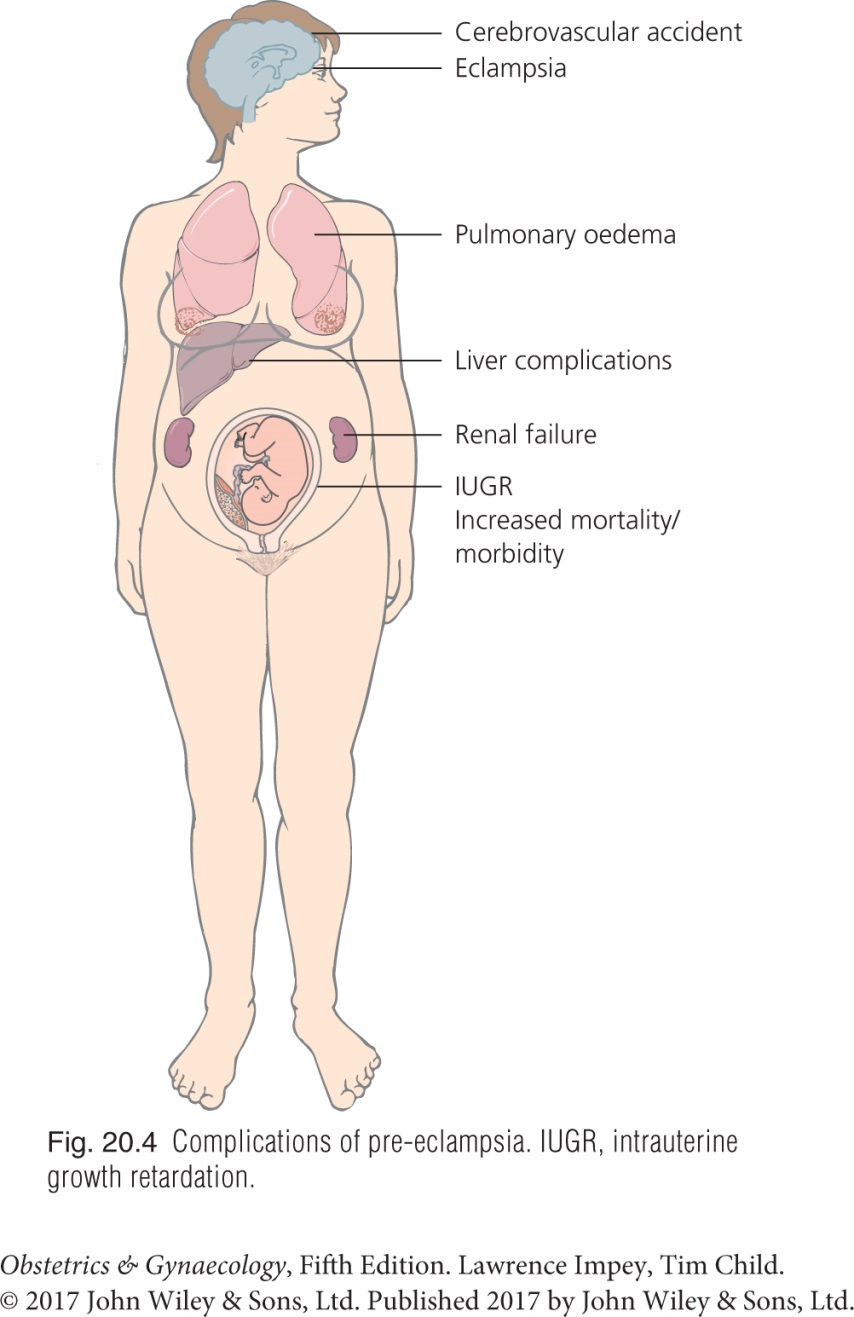 Cerebrovascular accident
Eclampsia
Pulmonary oedema
Liver complications
Renal failure
IUGR
Increased mortality/
morbidity
Fig. 20.4 Complications of pre-eclampsia. IUGR, intrauterine
growth retardation.
Obstetrics & Gynaecology, Fifth Edition. Lawrence Impey, Tim Child.
© 2017 John Wiley & Sons, Ltd. Published 2017 by John Wiley & Sons, Ltd.